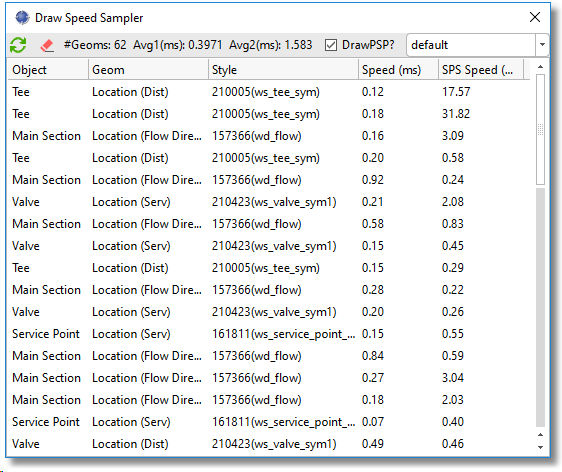 Draw Speed Sampler
#Geoms: 62 Avg1(ms): 0.3971 Avg2(ms): 1.583 DrawPSP? default
Object Geom Style Speed (ms) SPS Speed (...
Tee Location (Dist) 210005(ws_tee_sym) 0.12 17.57
Tee Location (Dist) 210005(ws_tee_sym) 0.18 31.82
Main Section Location (Flow Dire... 157366(wd_flow) 0.16 3.09
Tee Location (Dist) 210005(ws_tee_sym) 0.20 0.58
Main Section Location (Flow Dire... 157366(wd_flow) 0.92 0.24
Valve Location (Serv) 210423(ws_valve_sym1) 0.21 2.08
Main Section Location (Flow Dire... 157366(wd_flow) 0.58 0.83
Valve Location (Serv) 210423(ws_valve_sym1) 0.15 0.45
Tee Location (Dist) 210005(ws_tee_sym) 0.15 0.29
Main Section Location (Flow Dire... 157366(wd_flow) 0.28 0.22
Valve Location (Serv) 210423(ws_valve_sym1) 0.20 0.26
Service Point Location (Serv) 161811(ws_service_point_... 0.15 0.55
Main Section Location (Flow Dire... 157366(wd_flow) 0.84 0.59
Main Section Location (Flow Dire... 157366(wd_flow) 0.27 3.04
Main Section Location (Flow Dire... 157366(wd_flow) 0.18 2.03
Service Point Location (Serv) 161811(ws_service_point_... 0.07 0.40
Valve Location (Dist) 210423(ws_valve_sym1) 0.49 0.46